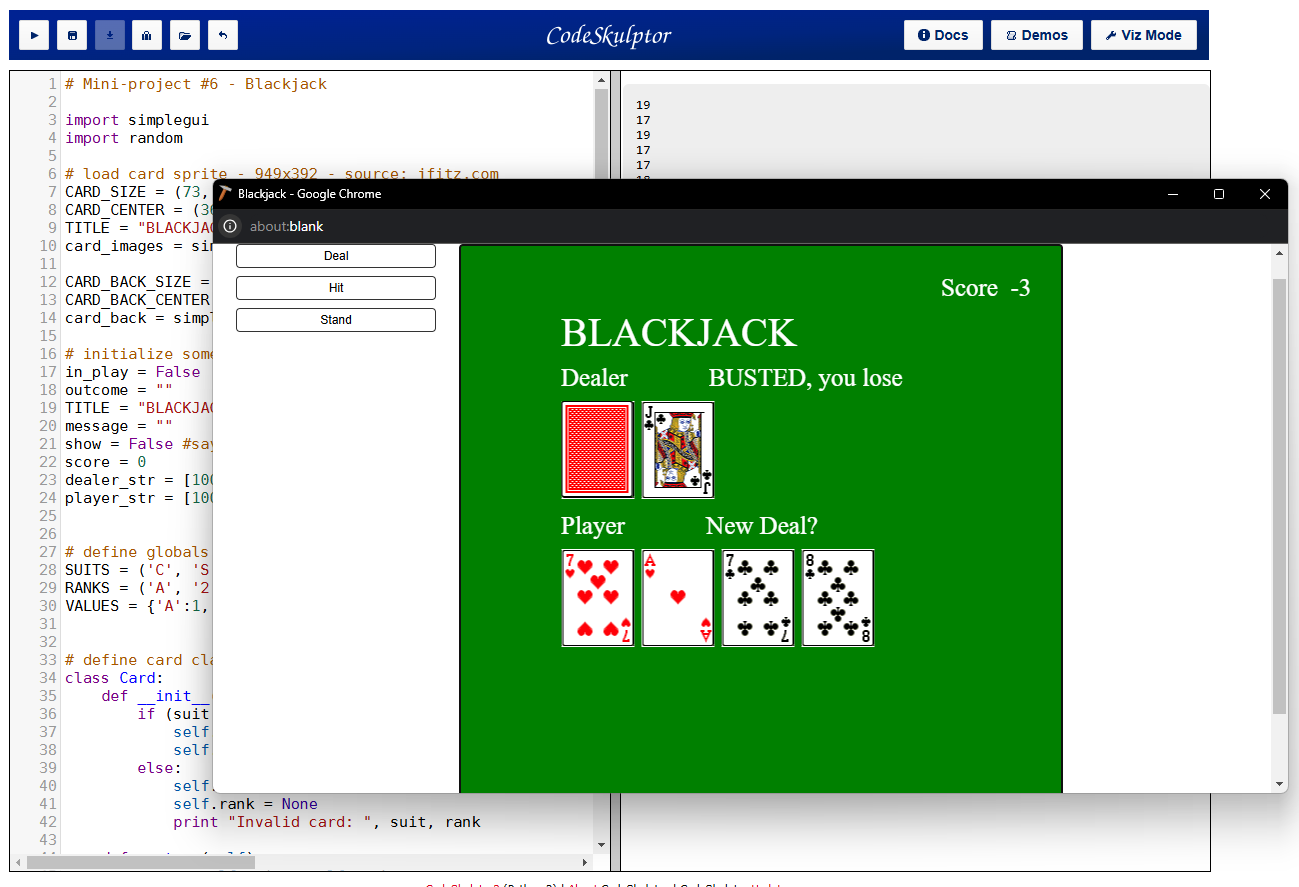 CodeSkulptor
Docs
Demos
Viz Mode
1 # Mini-project #6 - Blackjack
2
3 import simplegui
4 import random
5
6 # load card sprite - 949x392 - source: jfitz.com
7 CARD_SIZE = (73,
8 CARD_CENTER = (36
9 TITLE = "BLACKJAC
10 card_images = sim
11
12 CARD_BACK_SIZE =
13 CARD_BACK_CENTER
14 card_back = simpl
15
16 # initialize some
17 in_play = False
18 outcome = ""
19 TITLE = "BLACKJAC
20 message = ""
21 show = False #say
22 score = 0
23 dealer_str = [100
24 player_str = [100
25
26
27 # define globals
28 SUITS = ('C', 'S
29 RANKS = ('A', '2
30 VALUES = {'A':1,
31
32
33 # define card cla
34 class Card:
35 def __init__(
36 if (suit
37 self
38 self
39 else:
40 self.
41 self.rank = None
42 print "Invalid card: ", suit, rank
43
19
17
19
17
17
Blackjack - Google Chrome
about:blank
Deal
Hit
Stand
Score -3
BLACKJACK
Dealer BUSTED, you lose
J
J
Player New Deal?
7 A 7 8
7 A 7 8